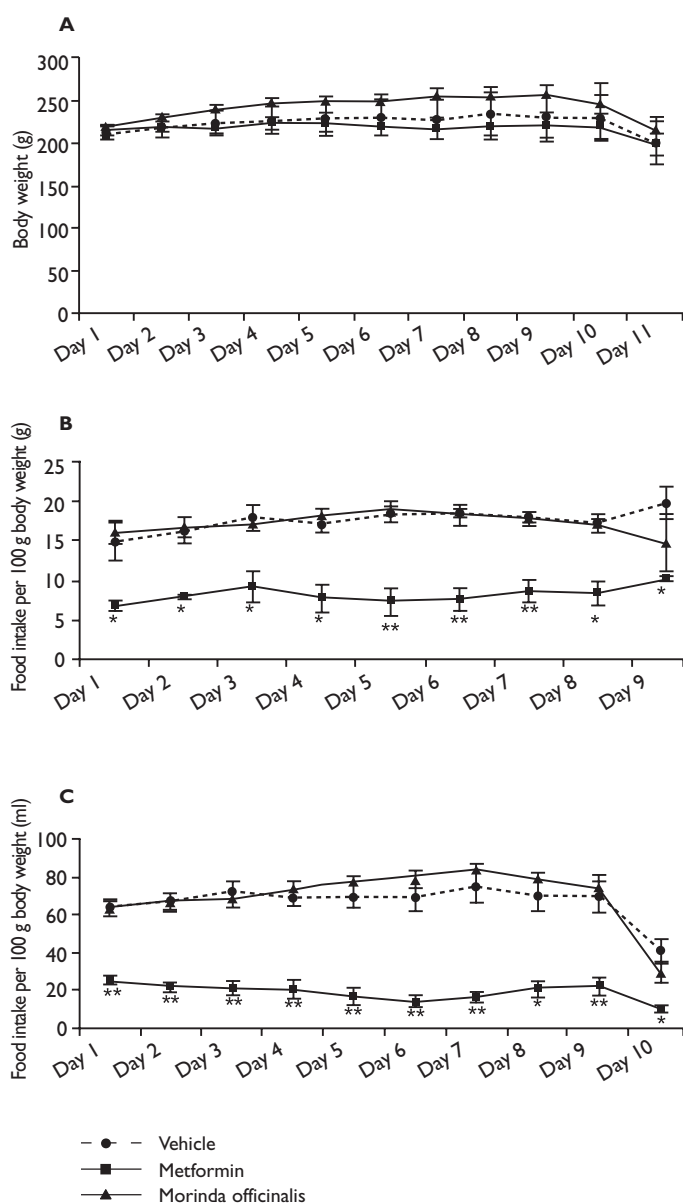 A
Body weight (g)
300
250
200
150
100
50
0
Day 1
Day 2
Day 3
Day 4
Day 5
Day 6
Day 7
Day 8
Day 9
Day 10
Day 11
B
Food intake per 100 g body weight (g)
25
20
15
10
5
0
* * * * ** ** ** * *
Day 1
Day 2
Day 3
Day 4
Day 5
Day 6
Day 7
Day 8
Day 9
C
Food intake per 100 g body weight (ml)
100
80
60
40
20
0
** ** ** ** ** ** ** * ** *
Day 1
Day 2
Day 3
Day 4
Day 5
Day 6
Day 7
Day 8
Day 9
Day 10
Vehicle
Metformin
Morinda officinalis